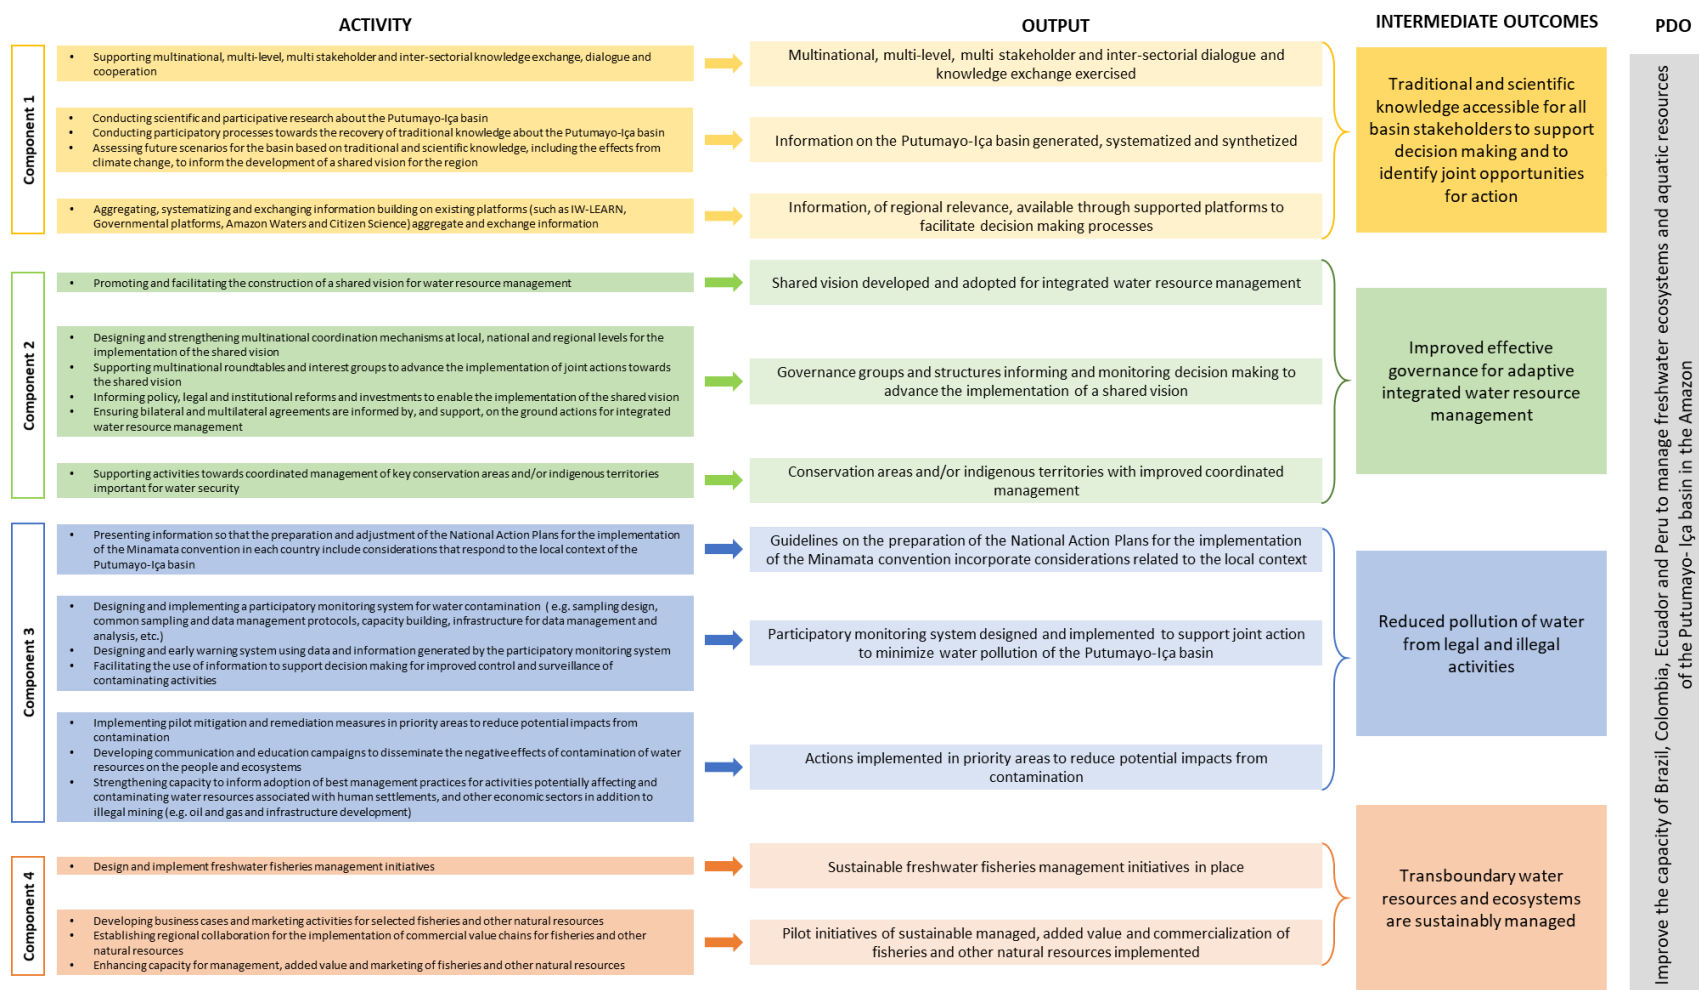 ACTIVITY
OUTPUT
INTERMEDIATE OUTCOMES
PDO
Component 1
• Supporting multinational, multi-level, multi stakeholder and inter-sectorial knowledge exchange, dialogue and
cooperation
Multinational, multi-level, multi stakeholder and inter-sectorial dialogue and
knowledge exchange exercised
• Conducting scientific and participative research about the Putumayo-Iça basin
• Conducting participatory processes towards the recovery of traditional knowledge about the Putumayo-Iça basin
• Assessing future scenarios for the basin based on traditional and scientific knowledge, including the effects from
climate change, to inform the development of a shared vision for the region
Information on the Putumayo-Iça basin generated, systematized and synthetized
• Aggregating, systematizing and exchanging information building on existing platforms (such as IW-LEARN,
Governmental platforms, Amazon Waters and Citizen Science) aggregate and exchange information
Information, of regional relevance, available through supported platforms to
facilitate decision making processes
Traditional and scientific
knowledge accessible for all
basin stakeholders to support
decision making and to
identify joint opportunities
for action
Component 2
• Promoting and facilitating the construction of a shared vision for water resource management
Shared vision developed and adopted for integrated water resource management
• Designing and strengthening multinational coordination mechanisms at local, national and regional levels for the
implementation of the shared vision
• Supporting multinational roundtables and interest groups to advance the implementation of joint actions towards
the shared vision
• Informing policy, legal and institutional reforms and investments to enable the implementation of the shared vision
• Ensuring bilateral and multilateral agreements are informed by, and support, on the ground actions for integrated
water resource management
Governance groups and structures informing and monitoring decision making to
advance the implementation of a shared vision
• Supporting activities towards coordinated management of key conservation areas and/or indigenous territories
important for water security
Conservation areas and/or indigenous territories with improved coordinated
management
Improved effective
governance for adaptive
integrated water resource
management
Component 3
• Presenting information so that the preparation and adjustment of the National Action Plans for the implementation
of the Minamata convention in each country include considerations that respond to the local context of the
Putumayo-Iça basin
Guidelines on the preparation of the National Action Plans for the implementation
of the Minamata convention incorporate considerations related to the local context
• Designing and implementing a participatory monitoring system for water contamination ( e.g. sampling design,
common sampling and data management protocols, capacity building, infrastructure for data management and
analysis, etc.)
• Designing and early warning system using data and information generated by the participatory monitoring system
• Facilitating the use of information to support decision making for improved control and surveillance of
contaminating activities
Participatory monitoring system designed and implemented to support joint action
to minimize water pollution of the Putumayo-Iça basin
• Implementing pilot mitigation and remediation measures in priority areas to reduce potential impacts from
contamination
• Developing communication and education campaigns to disseminate the negative effects of contamination of water
resources on the people and ecosystems
• Strengthening capacity to inform adoption of best management practices for activities potentially affecting and
contaminating water resources associated with human settlements, and other economic sectors in addition to
illegal mining (e.g. oil and gas and infrastructure development)
Actions implemented in priority areas to reduce potential impacts from
contamination
Reduced pollution of water
from legal and illegal
activities
Component 4
• Design and implement freshwater fisheries management initiatives
Sustainable freshwater fisheries management initiatives in place
• Developing business cases and marketing activities for selected fisheries and other natural resources
• Establishing regional collaboration for the implementation of commercial value chains for fisheries and other
natural resources
• Enhancing capacity for management, added value and marketing of fisheries and other natural resources
Pilot initiatives of sustainable managed, added value and commercialization of
fisheries and other natural resources implemented
Transboundary water
resources and ecosystems
are sustainably managed
Improve the capacity of Brazil, Colombia, Ecuador and Peru to manage freshwater ecosystems and aquatic resources
of the Putumayo- Iça basin in the Amazon